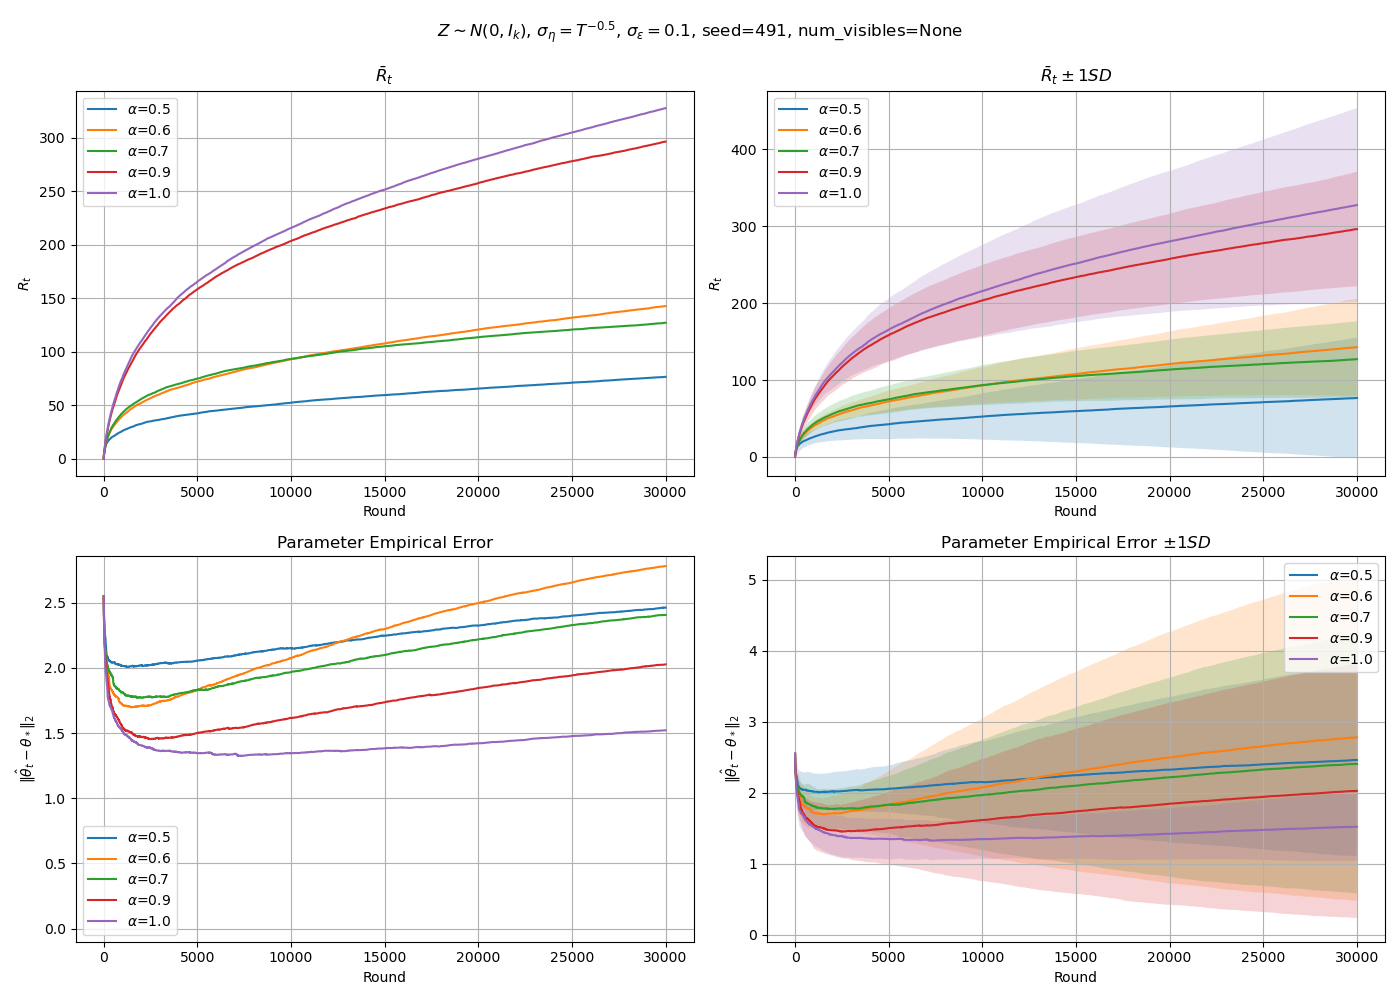 Z ∼ N(0, I_k), σ_η = T^{−0.5}, σ_ε = 0.1, seed=491, num_visibles=None
R̄_t
R_t
300
250
200
150
100
50
0
α=0.5
α=0.6
α=0.7
α=0.9
α=1.0
0 5000 10000 15000 20000 25000 30000
Round
R̄_t ± 1SD
R_t
400
300
200
100
0
α=0.5
α=0.6
α=0.7
α=0.9
α=1.0
0 5000 10000 15000 20000 25000 30000
Round
Parameter Empirical Error
‖θ̂_t − θ_*‖_2
2.5
2.0
1.5
1.0
0.5
0.0
α=0.5
α=0.6
α=0.7
α=0.9
α=1.0
0 5000 10000 15000 20000 25000 30000
Round
Parameter Empirical Error ±1SD
‖θ̂_t − θ_*‖_2
5
4
3
2
1
0
α=0.5
α=0.6
α=0.7
α=0.9
α=1.0
0 5000 10000 15000 20000 25000 30000
Round